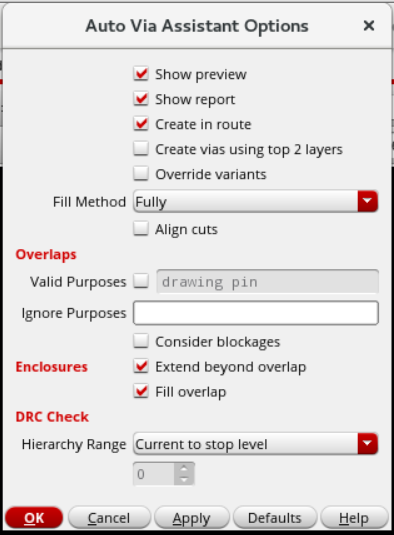 Auto Via Assistant Options
Show preview
Show report
Create in route
Create vias using top 2 layers
Override variants
Fill Method Fully
Align cuts
Overlaps
Valid Purposes drawing pin
Ignore Purposes
Consider blockages
Enclosures Extend beyond overlap
Fill overlap
DRC Check
Hierarchy Range Current to stop level
0
OK Cancel Apply Defaults Help